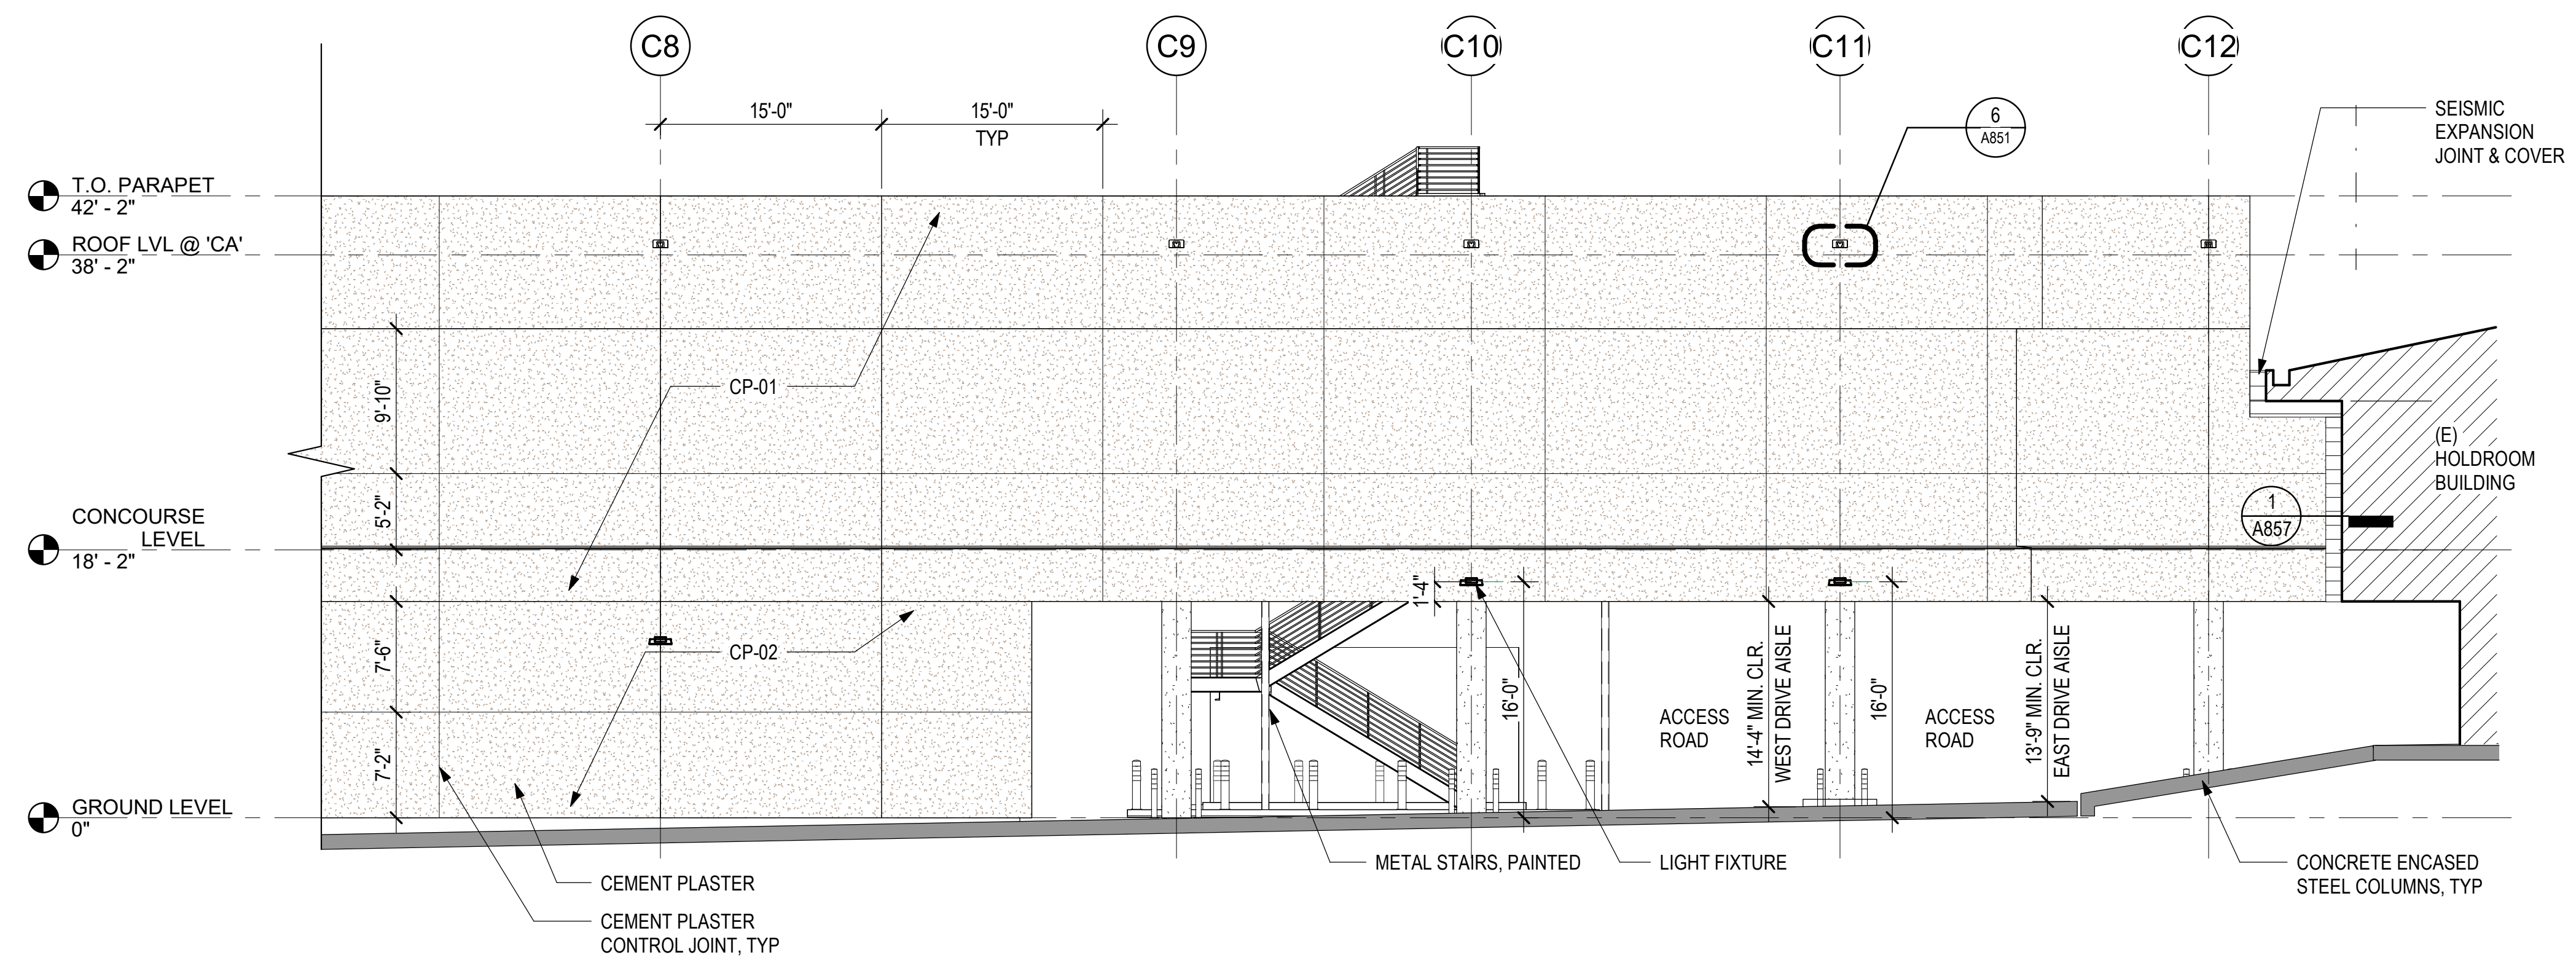 C8
C9
C10
C11
C12
15'-0"
15'-0"
TYP
6
A851
SEISMIC
EXPANSION
JOINT & COVER
T.O. PARAPET
42' - 2"
ROOF LVL @ 'CA'
38' - 2"
9'-10"
CP-01
(E)
HOLDROOM
BUILDING
5'-2"
CONCOURSE
LEVEL
18' - 2"
1
A857
1'-4"
7'-6"
CP-02
16'-0"
ACCESS
ROAD
14'-4" MIN. CLR.
WEST DRIVE AISLE
16'-0"
ACCESS
ROAD
13'-9" MIN. CLR.
EAST DRIVE AISLE
7'-2"
GROUND LEVEL
0"
METAL STAIRS, PAINTED
LIGHT FIXTURE
CONCRETE ENCASED
STEEL COLUMNS, TYP
CEMENT PLASTER
CEMENT PLASTER
CONTROL JOINT, TYP